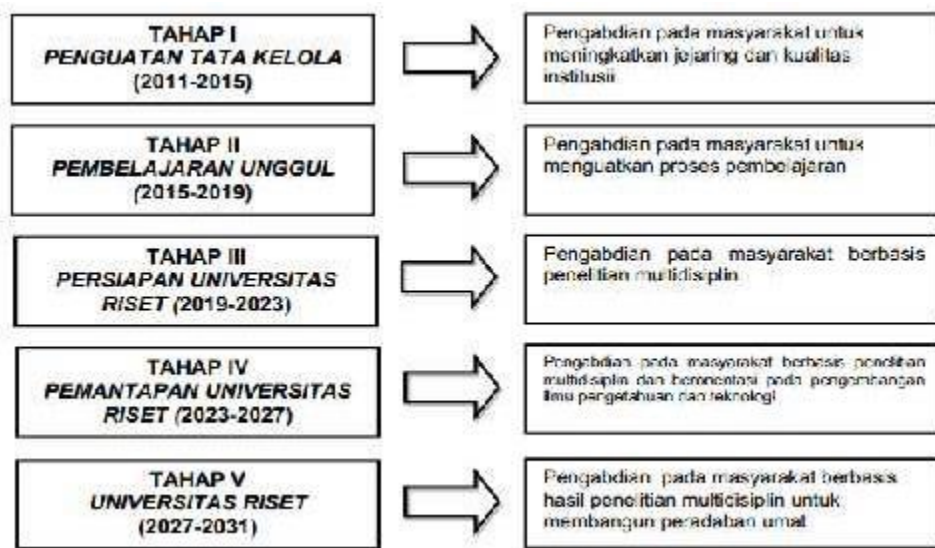 TAHAP I
PENGUATAN TATA KELOLA
(2011-2015)
Pengabdian pada masyarakat untuk
meningkatkan jejaring dan kualitas
institusii
TAHAP II
PEMBELAJARAN UNGGUL
(2015-2019)
Pengabdian pada masyarakat untuk
menguatkan proses pembelajaran
TAHAP III
PERSIAPAN UNIVERSITAS
RISET (2019-2023)
Pengabdian pada masyarakat berbasis
penelitian multidisiplin
TAHAP IV
PEMANTAPAN UNIVERSITAS
RISET (2023-2027)
Pengabdian pada masyarakat berbasis penelitian
multidisiplin dan berorientasi pada pengembangan
ilmu pengetahuan dan teknologi
TAHAP V
UNIVERSITAS RISET
(2027-2031)
Pengabdian pada masyarakat berbasis
hasil penelitian multidisiplin untuk
membangun peradaban umat